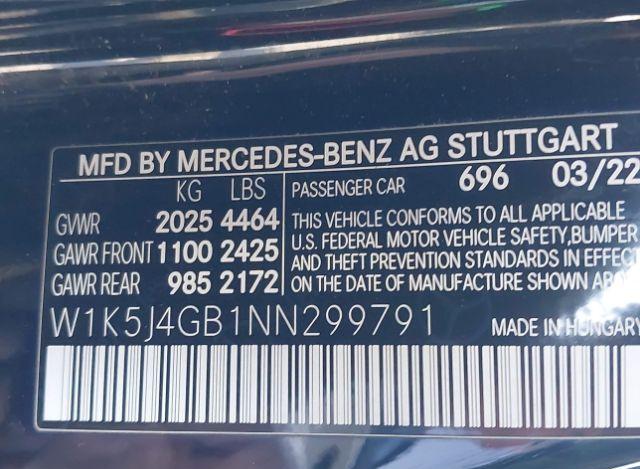 MFD BY MERCEDES-BENZ AG STUTTGART
KG LBS
GVWR 2025 4464
GAWR FRONT 1100 2425
GAWR REAR 985 2172
PASSENGER CAR 696 03/22
THIS VEHICLE CONFORMS TO ALL APPLICABLE
U.S. FEDERAL MOTOR VEHICLE SAFETY,BUMPER
AND THEFT PREVENTION STANDARDS IN EFFECT
ON THE DATE OF MANUFACTURE SHOWN
W1K5J4GB1NN299791 MADE IN HUNGARY